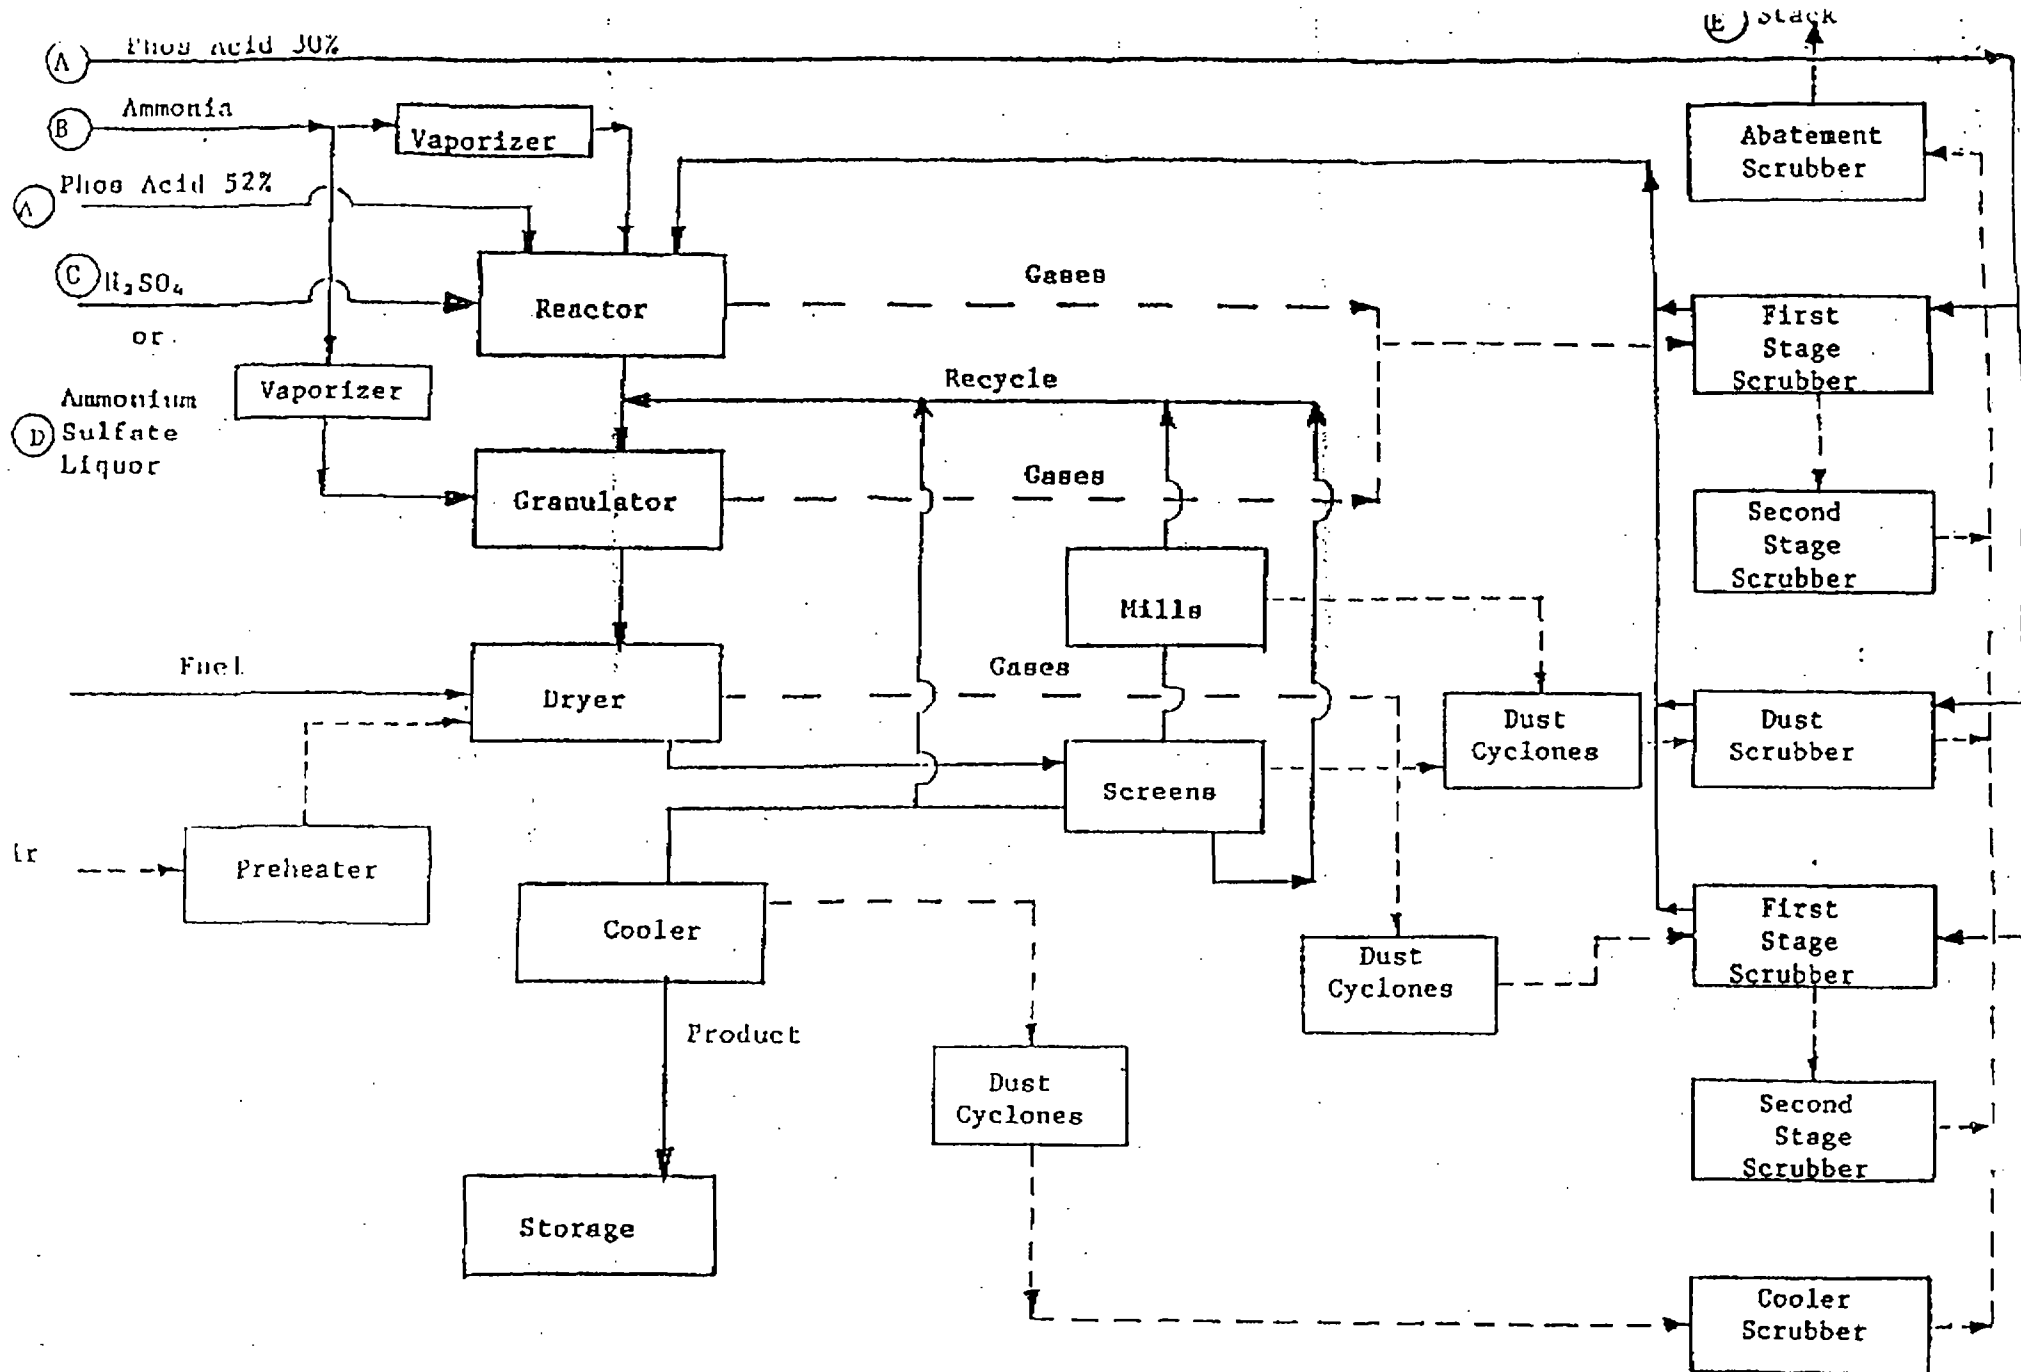 E Stack
A Phos Acid 30%
B Ammonia
Vaporizer
Abatement
Scrubber
A Phos Acid 52%
C H₂SO₄
or
Reactor
Gases
First
Stage
Scrubber
Vaporizer
Recycle
D Ammonium
Sulfate
Liquor
Granulator
Gases
Second
Stage
Scrubber
Mills
Fuel
Dryer
Gases
Dust
Cyclones
Dust
Scrubber
Screens
Preheater
Cooler
Dust
Cyclones
First
Stage
Scrubber
Product
Dust
Cyclones
Second
Stage
Scrubber
Storage
Cooler
Scrubber